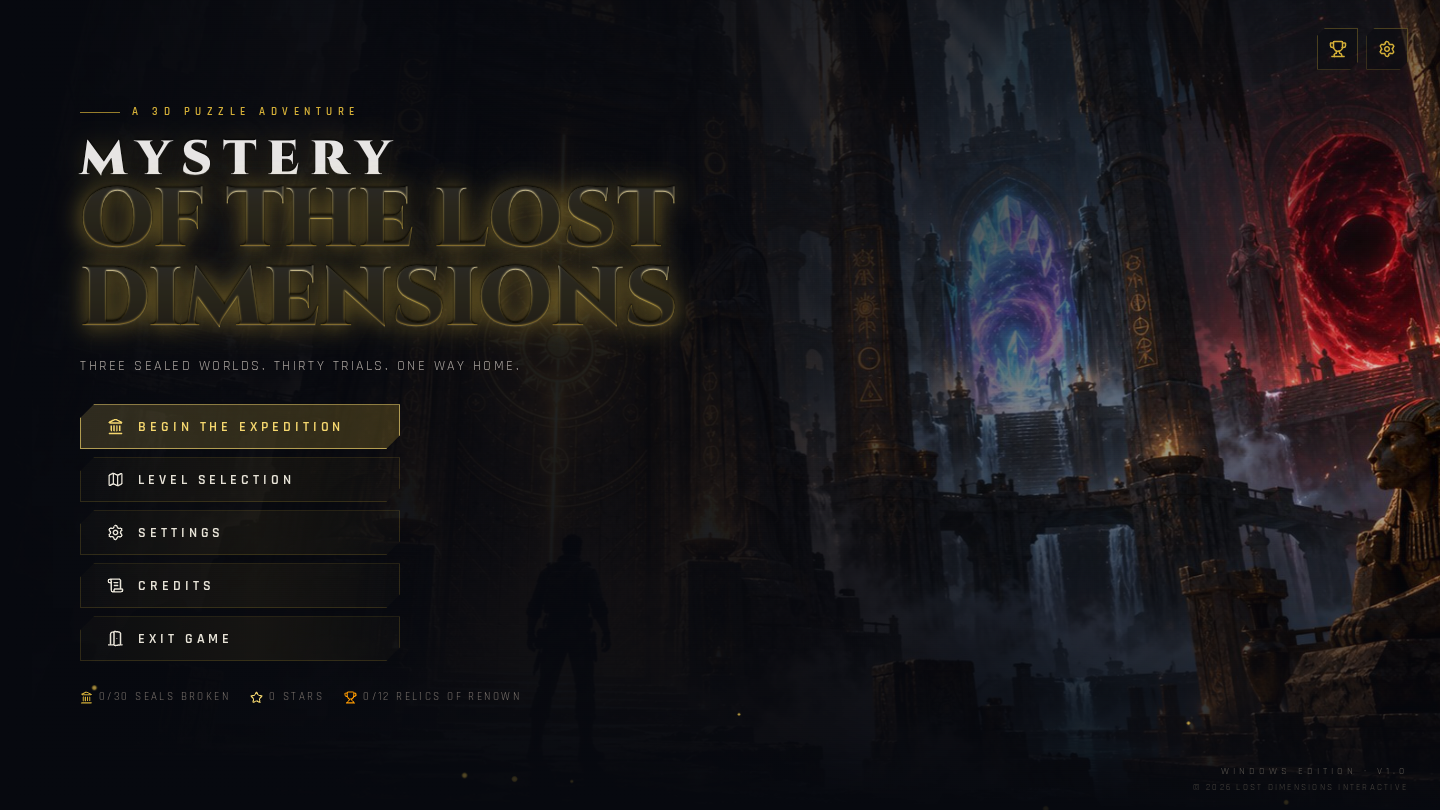 A 3D PUZZLE ADVENTURE
MYSTERY
OF THE LOST
DIMENSIONS
THREE SEALED WORLDS. THIRTY TRIALS. ONE WAY HOME.
BEGIN THE EXPEDITION
LEVEL SELECTION
SETTINGS
CREDITS
EXIT GAME
0/30 SEALS BROKEN 0 STARS 0/12 RELICS OF RENOWN
WINDOWS EDITION · V1.0
© 2026 LOST DIMENSIONS INTERACTIVE